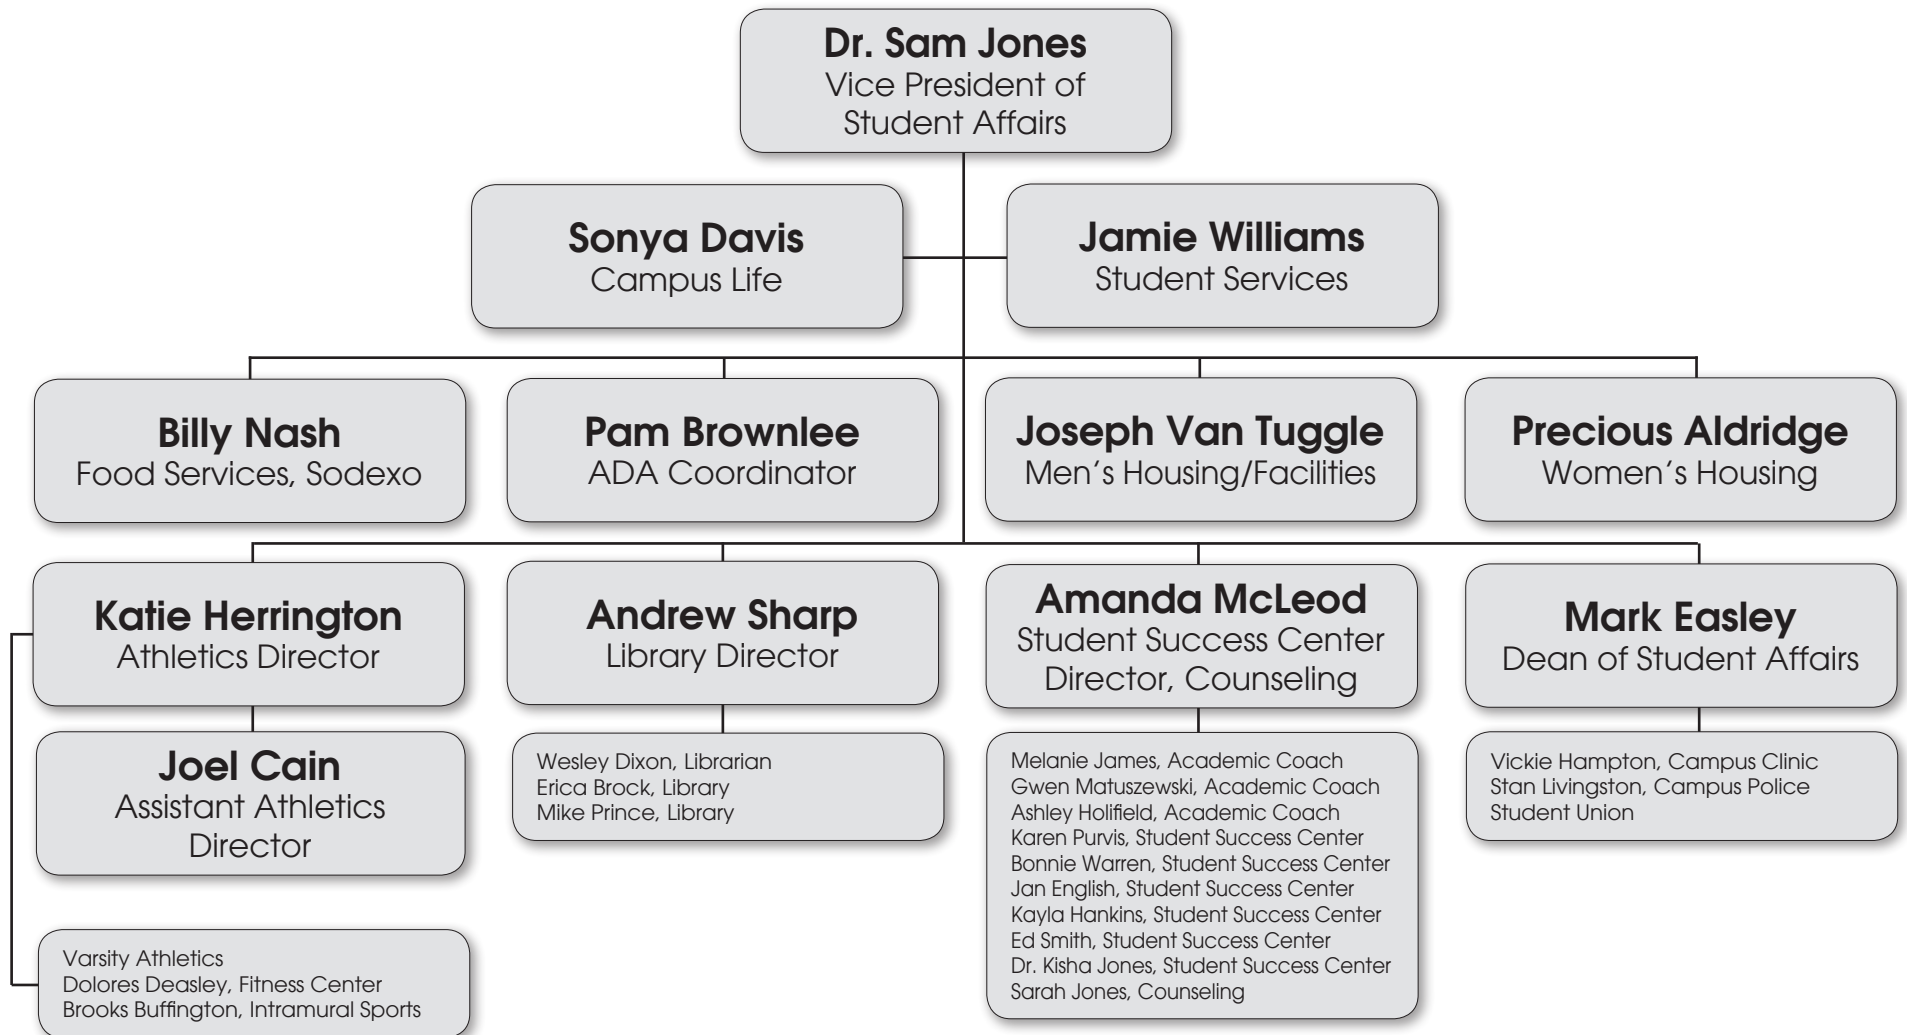 Dr. Sam Jones
Vice President of
Student Affairs
Sonya Davis
Campus Life
Jamie Williams
Student Services
Billy Nash
Food Services, Sodexo
Pam Brownlee
ADA Coordinator
Joseph Van Tuggle
Men's Housing/Facilities
Precious Aldridge
Women's Housing
Katie Herrington
Athletics Director
Andrew Sharp
Library Director
Amanda McLeod
Student Success Center
Director, Counseling
Mark Easley
Dean of Student Affairs
Joel Cain
Assistant Athletics
Director
Wesley Dixon, Librarian
Erica Brock, Library
Mike Prince, Library
Melanie James, Academic Coach
Gwen Matuszewski, Academic Coach
Ashley Holifield, Academic Coach
Karen Purvis, Student Success Center
Bonnie Warren, Student Success Center
Jan English, Student Success Center
Kayla Hankins, Student Success Center
Ed Smith, Student Success Center
Dr. Kisha Jones, Student Success Center
Sarah Jones, Counseling
Vickie Hampton, Campus Clinic
Stan Livingston, Campus Police
Student Union
Varsity Athletics
Dolores Deasley, Fitness Center
Brooks Buffington, Intramural Sports